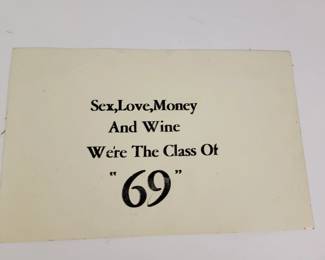 Sex,Love,Money
And Wine
We're The Class Of
"69"